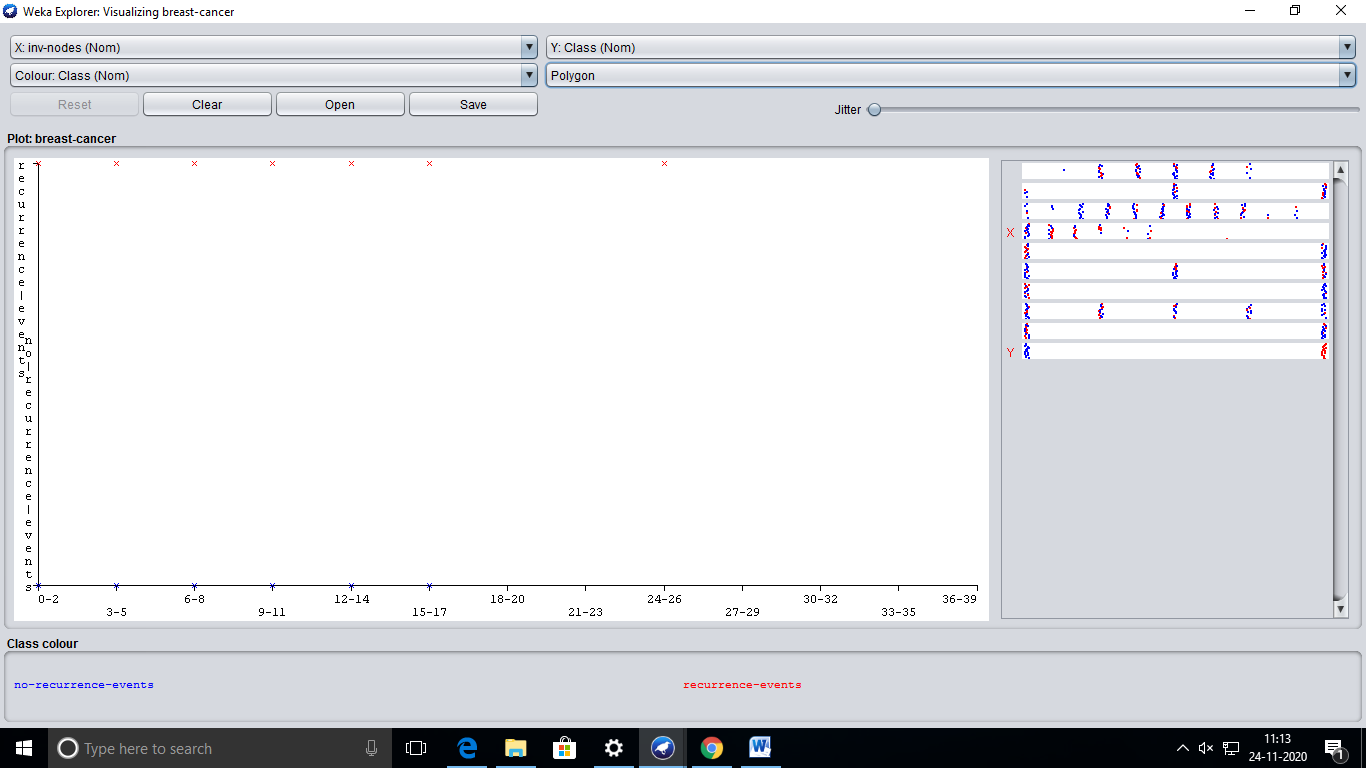 Weka Explorer: Visualizing breast-cancer
X: inv-nodes (Nom)
Y: Class (Nom)
Colour: Class (Nom)
Polygon
Reset
Clear
Open
Save
Jitter
Plot: breast-cancer
recurrence-events
no-recurrence-events
0-2
3-5
6-8
9-11
12-14
15-17
18-20
21-23
24-26
27-29
30-32
33-35
36-39
X
Y
Class colour
no-recurrence-events
recurrence-events
Type here to search
11:13
24-11-2020
1